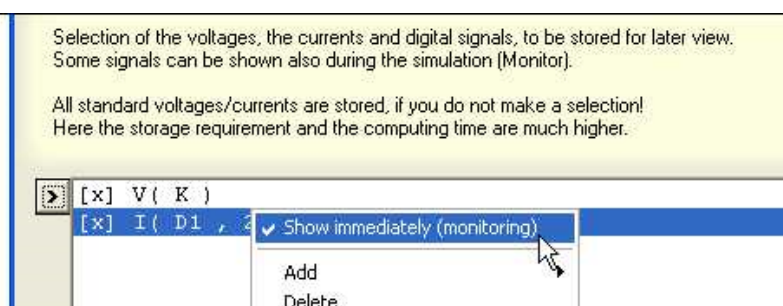 Selection of the voltages, the currents and digital signals, to be stored for later view.
Some signals can be shown also during the simulation (Monitor).
All standard voltages/currents are stored, if you do not make a selection!
Here the storage requirement and the computing time are much higher.
[x] V( K )
[x] I( D1 , 2
Show immediately (monitoring)
Add
Delete